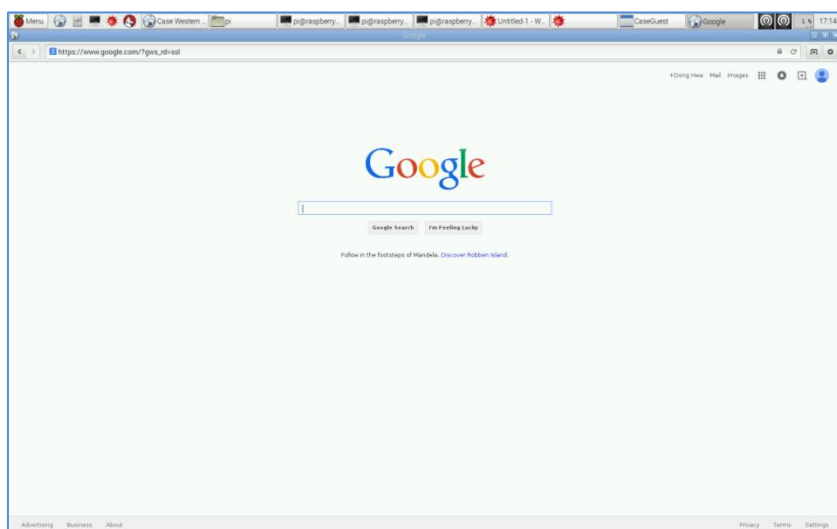 Menu Case Western ... pi pi@raspberry... pi@raspberry... pi@raspberry... Untitled-1 - W... CaseGuest Google 17:14
Google
https://www.google.com/?gws_rd=ssl
+Dong Hwa Mail Images
Google
Google Search I'm Feeling Lucky
Follow in the footsteps of Mandela. Discover Robben Island.
Advertising Business About Privacy Terms Settings